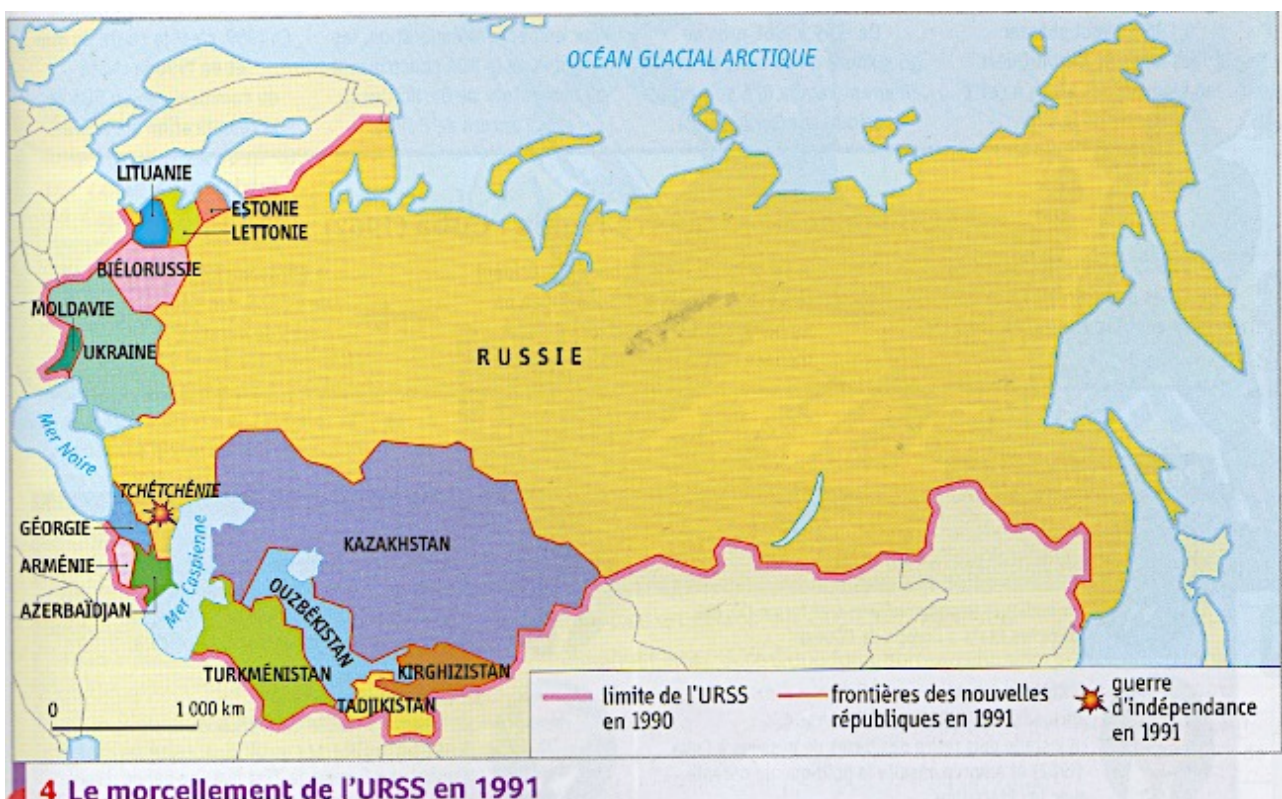 OCÉAN GLACIAL ARCTIQUE
LITUANIE
ESTONIE
LETTONIE
BIÉLORUSSIE
MOLDAVIE
UKRAINE
RUSSIE
Mer Noire
TCHÉTCHÉNIE
GÉORGIE
ARMÉNIE
AZERBAÏDJAN
Mer Caspienne
KAZAKHSTAN
OUZBÉKISTAN
TURKMÉNISTAN
KIRGHIZISTAN
TADJIKISTAN
0 1 000 km
limite de l'URSS
en 1990
frontières des nouvelles
républiques en 1991
guerre
d'indépendance
en 1991
4 Le morcellement de l'URSS en 1991